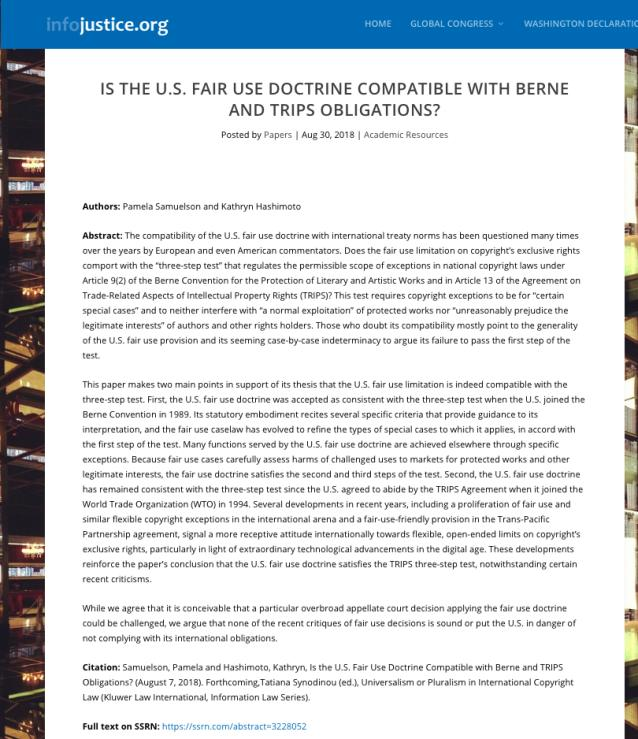 infojustice.org
HOME GLOBAL CONGRESS WASHINGTON DECLARATIO
IS THE U.S. FAIR USE DOCTRINE COMPATIBLE WITH BERNE
AND TRIPS OBLIGATIONS?
Posted by Papers | Aug 30, 2018 | Academic Resources
Authors: Pamela Samuelson and Kathryn Hashimoto
Abstract: The compatibility of the U.S. fair use doctrine with international treaty norms has been questioned many times
over the years by European and even American commentators. Does the fair use limitation on copyright's exclusive rights
comport with the "three-step test" that regulates the permissible scope of exceptions in national copyright laws under
Article 9(2) of the Berne Convention for the Protection of Literary and Artistic Works and in Article 13 of the Agreement on
Trade-Related Aspects of Intellectual Property Rights (TRIPS)? This test requires copyright exceptions to be for "certain
special cases" and to neither interfere with "a normal exploitation" of protected works nor "unreasonably prejudice the
legitimate interests" of authors and other rights holders. Those who doubt its compatibility mostly point to the generality
of the U.S. fair use provision and its seeming case-by-case indeterminacy to argue its failure to pass the first step of the
test.
This paper makes two main points in support of its thesis that the U.S. fair use limitation is indeed compatible with the
three-step test. First, the U.S. fair use doctrine was accepted as consistent with the three-step test when the U.S. joined the
Berne Convention in 1989. Its statutory embodiment recites several specific criteria that provide guidance to its
interpretation, and the fair use caselaw has evolved to refine the types of special cases to which it applies, in accord with
the first step of the test. Many functions served by the U.S. fair use doctrine are achieved elsewhere through specific
exceptions. Because fair use cases carefully assess harms of challenged uses to markets for protected works and other
legitimate interests, the fair use doctrine satisfies the second and third steps of the test. Second, the U.S. fair use doctrine
has remained consistent with the three-step test since the U.S. agreed to abide by the TRIPS Agreement when it joined the
World Trade Organization (WTO) in 1994. Several developments in recent years, including a proliferation of fair use and
similar flexible copyright exceptions in the international arena and a fair-use-friendly provision in the Trans-Pacific
Partnership agreement, signal a more receptive attitude internationally towards flexible, open-ended limits on copyright's
exclusive rights, particularly in light of extraordinary technological advancements in the digital age. These developments
reinforce the paper's conclusion that the U.S. fair use doctrine satisfies the TRIPS three-step test, notwithstanding certain
recent criticisms.
While we agree that it is conceivable that a particular overbroad appellate court decision applying the fair use doctrine
could be challenged, we argue that none of the recent critiques of fair use decisions is sound or put the U.S. in danger of
not complying with its international obligations.
Citation: Samuelson, Pamela and Hashimoto, Kathryn, Is the U.S. Fair Use Doctrine Compatible with Berne and TRIPS
Obligations? (August 7, 2018). Forthcoming,Tatiana Synodinou (ed.), Universalism or Pluralism in International Copyright
Law (Kluwer Law International, Information Law Series).
Full text on SSRN: https://ssrn.com/abstract=3228052